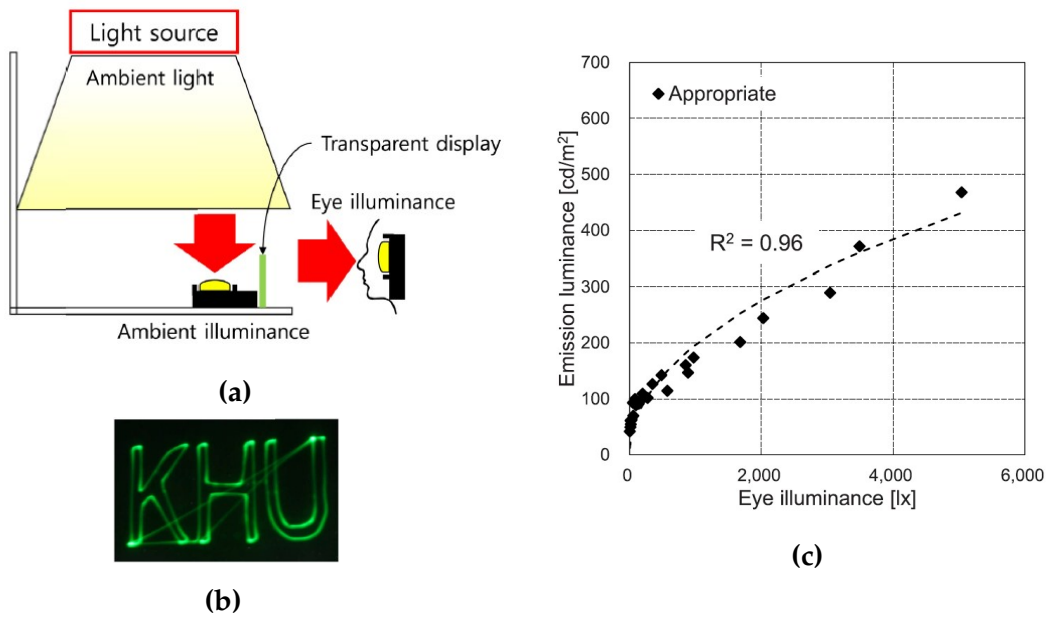 Light source
Ambient light
Transparent display
Eye illuminance
Ambient illuminance
(a)
KHU
(b)
700
600
500
400
300
200
100
0
Emission luminance [cd/m²]
Appropriate
R² = 0.96
0
2,000
4,000
6,000
Eye illuminance [lx]
(c)